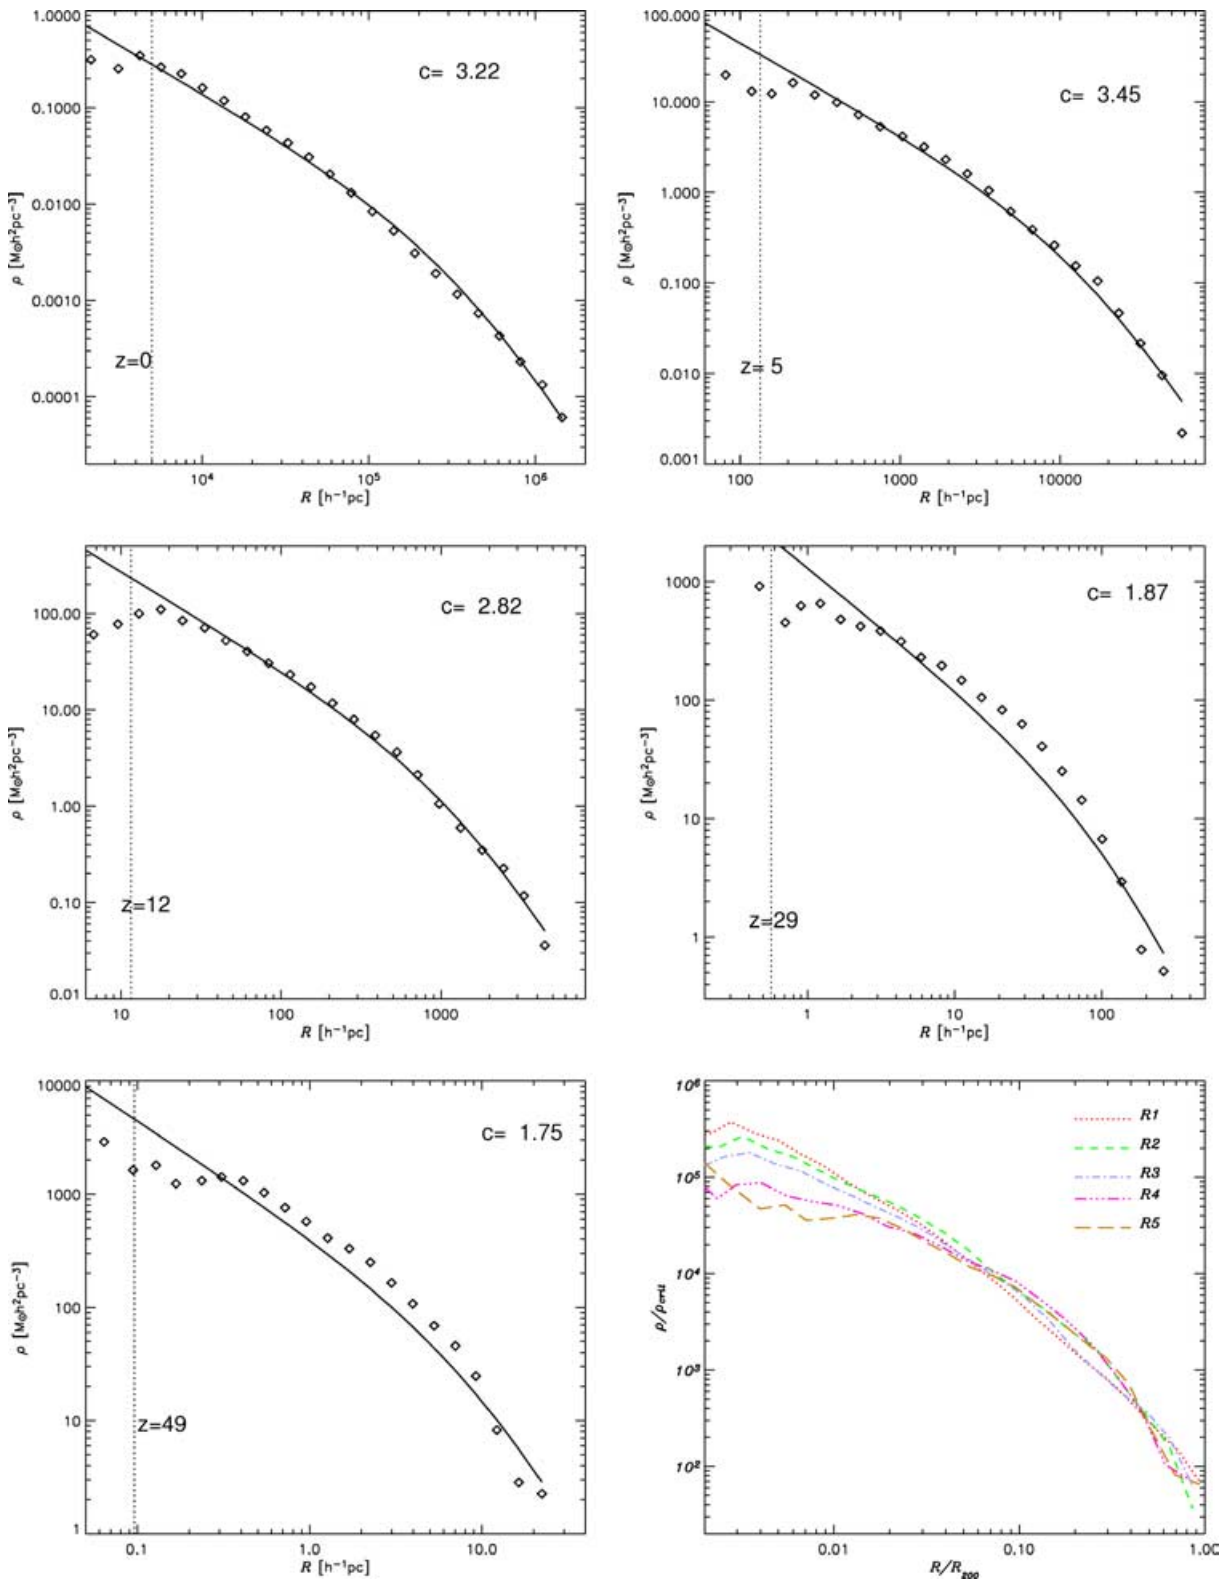 1.0000
0.1000
0.0100
0.0010
0.0001
ρ [M⊙h²pc⁻³]
c= 3.22
z=0
10⁴
10⁵
10⁶
R [h⁻¹pc]
100.000
10.000
1.000
0.100
0.010
0.001
ρ [M⊙h²pc⁻³]
c= 3.45
z= 5
100
1000
10000
R [h⁻¹pc]
100.00
10.00
1.00
0.10
0.01
ρ [M⊙h²pc⁻³]
c= 2.82
z=12
10
100
1000
R [h⁻¹pc]
1000
100
10
1
ρ [M⊙h²pc⁻³]
c= 1.87
z=29
1
10
100
R [h⁻¹pc]
10000
1000
100
10
1
ρ [M⊙h²pc⁻³]
c= 1.75
z=49
0.1
1.0
10.0
R [h⁻¹pc]
10⁶
10⁵
10⁴
10³
10²
ρ/ρcrit
R1
R2
R3
R4
R5
0.01
0.10
1.00
R/R₂₀₀